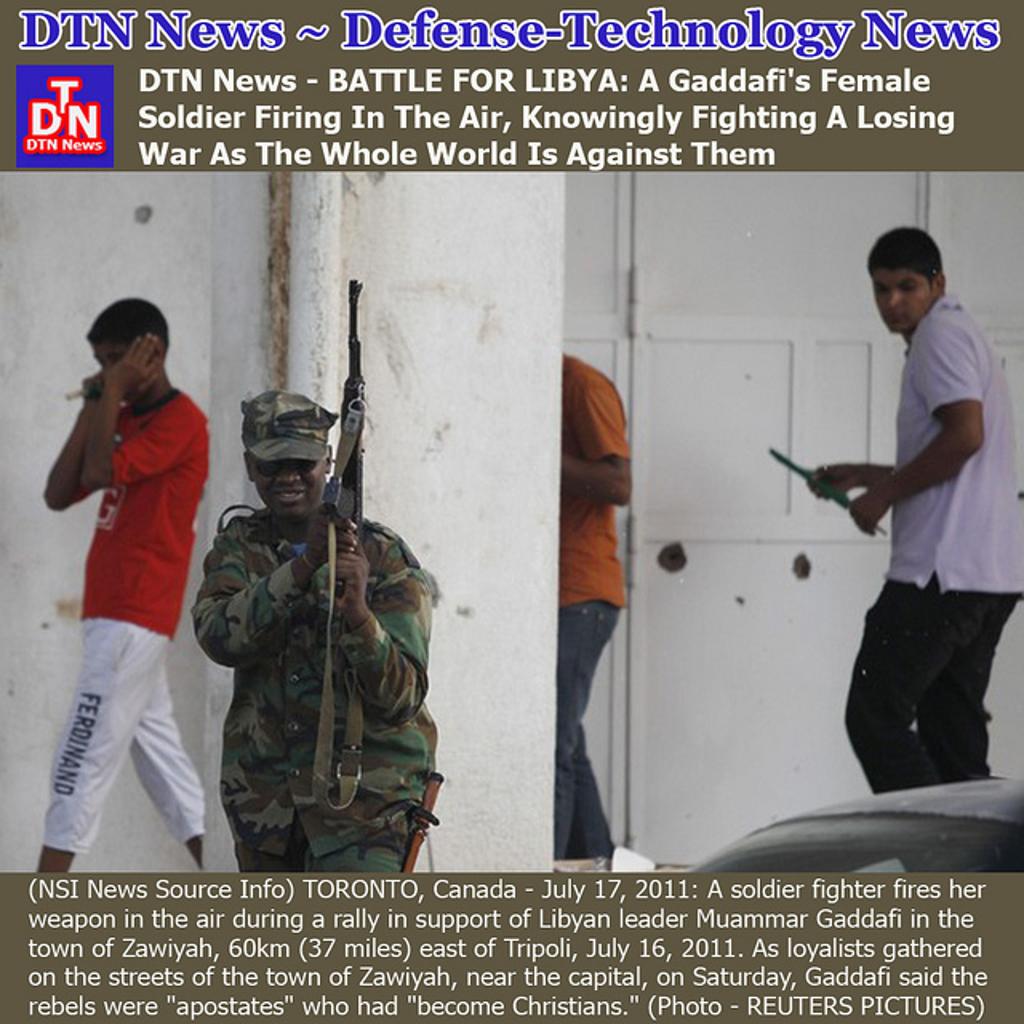 DTN News ~ Defense-Technology News
DTN News - BATTLE FOR LIBYA: A Gaddafi's Female
Soldier Firing In The Air, Knowingly Fighting A Losing
War As The Whole World Is Against Them
T
DTN
DTN News
G
FERDINAND
(NSI News Source Info) TORONTO, Canada - July 17, 2011: A soldier fighter fires her
weapon in the air during a rally in support of Libyan leader Muammar Gaddafi in the
town of Zawiyah, 60km (37 miles) east of Tripoli, July 16, 2011. As loyalists gathered
on the streets of the town of Zawiyah, near the capital, on Saturday, Gaddafi said the
rebels were "apostates" who had "become Christians." (Photo - REUTERS PICTURES)